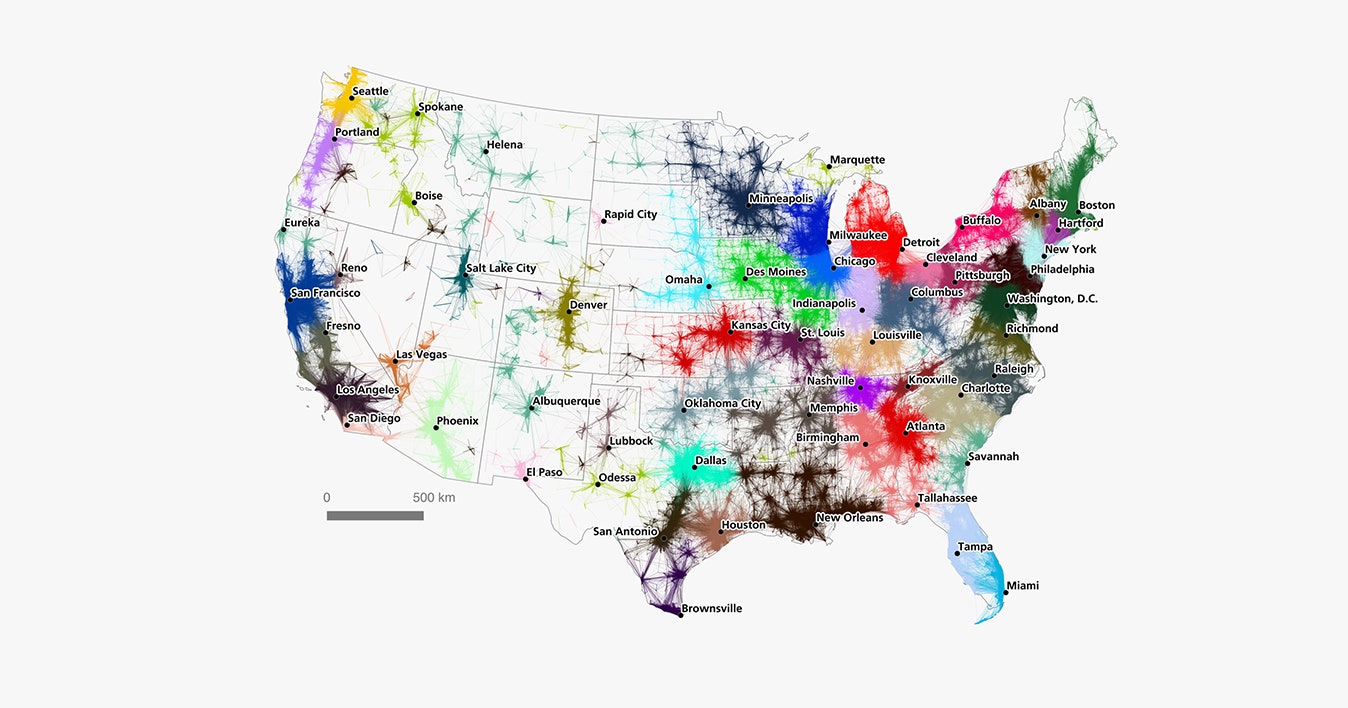 Seattle
Spokane
Portland
Helena
Marquette
Boise
Minneapolis
Albany
Boston
Rapid City
Buffalo
Hartford
Eureka
Milwaukee
Detroit
New York
Cleveland
Chicago
Reno
Salt Lake City
Des Moines
Philadelphia
Pittsburgh
Omaha
San Francisco
Columbus
Washington, D.C.
Denver
Indianapolis
Fresno
Kansas City
St. Louis
Louisville
Richmond
Las Vegas
Raleigh
Nashville
Knoxville
Los Angeles
Charlotte
Albuquerque
Oklahoma City
Memphis
San Diego
Phoenix
Atlanta
Birmingham
Lubbock
Savannah
Dallas
El Paso
Odessa
0 500 km
Tallahassee
New Orleans
San Antonio
Houston
Tampa
Miami
Brownsville